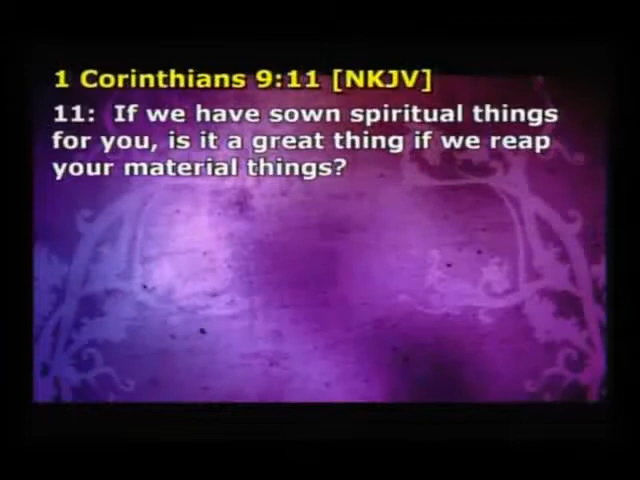 1 Corinthians 9:11 [NKJV]
11:  If we have sown spiritual things
for you, is it a great thing if we reap
your material things?